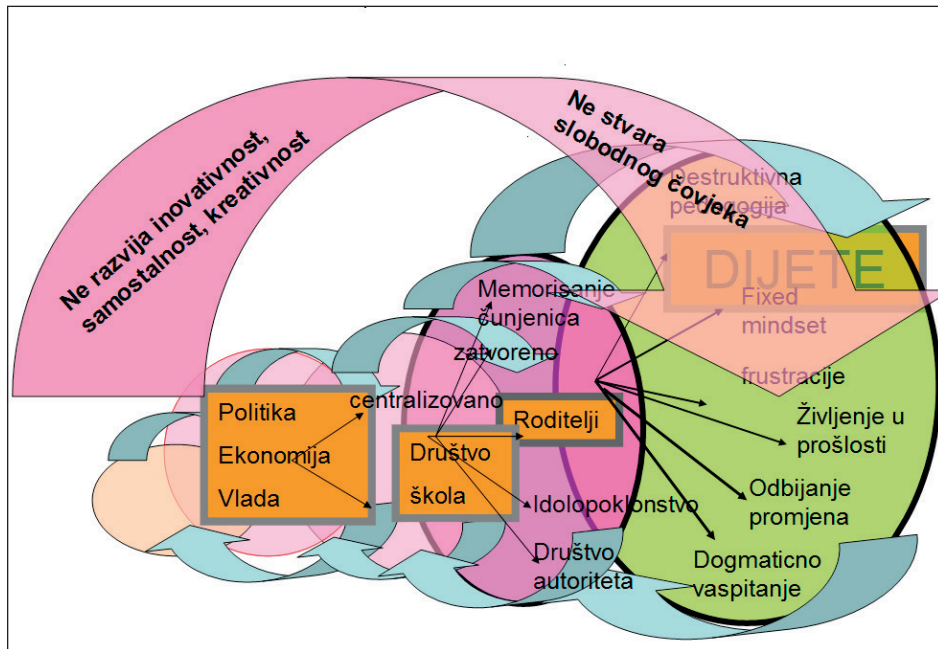 Ne razvija inovativnost,
samostalnost, kreativnost
Ne stvara
slobodnog čovjeka
Destruktivna
pedagogija
DIJETE
Memorisanje
čunjenica
Fixed
mindset
zatvoreno
frustracije
centralizovano
Politika
Ekonomija
Vlada
Roditelji
Društvo
škola
Življenje u
prošlosti
Idolopoklonstvo
Odbijanje
promjena
Društvo
autoriteta
Dogmaticno
vaspitanje